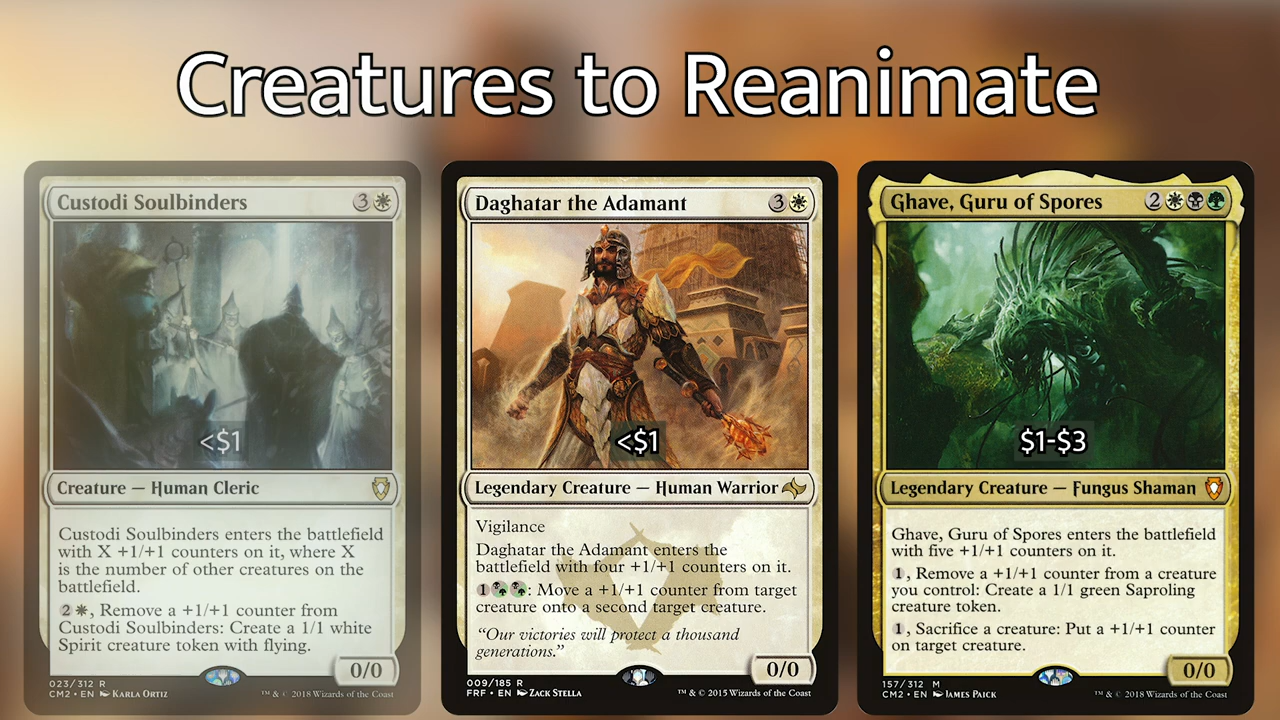 Creatures to Reanimate
Custodi Soulbinders 3
<$1
Creature — Human Cleric
Custodi Soulbinders enters the battlefield
with X +1/+1 counters on it, where X
is the number of other creatures on the
battlefield.
2, Remove a +1/+1 counter from
Custodi Soulbinders: Create a 1/1 white
Spirit creature token with flying.
0/0
023/312 R
CM2 • EN KARLA ORTIZ
™ & © 2018 Wizards of the Coast
Daghatar the Adamant 3
<$1
Legendary Creature — Human Warrior
Vigilance
Daghatar the Adamant enters the
battlefield with four +1/+1 counters on it.
1: Move a +1/+1 counter from target
creature onto a second target creature.
“Our victories will protect a thousand
generations.”
0/0
009/185 R
FRF • EN ZACK STELLA
™ & © 2015 Wizards of the Coast
Ghave, Guru of Spores 2
$1-$3
Legendary Creature — Fungus Shaman
Ghave, Guru of Spores enters the battlefield
with five +1/+1 counters on it.
1, Remove a +1/+1 counter from a creature
you control: Create a 1/1 green Saproling
creature token.
1, Sacrifice a creature: Put a +1/+1 counter
on target creature.
0/0
157/312 M
CM2 • EN JAMES PAICK
™ & © 2018 Wizards of the Coast